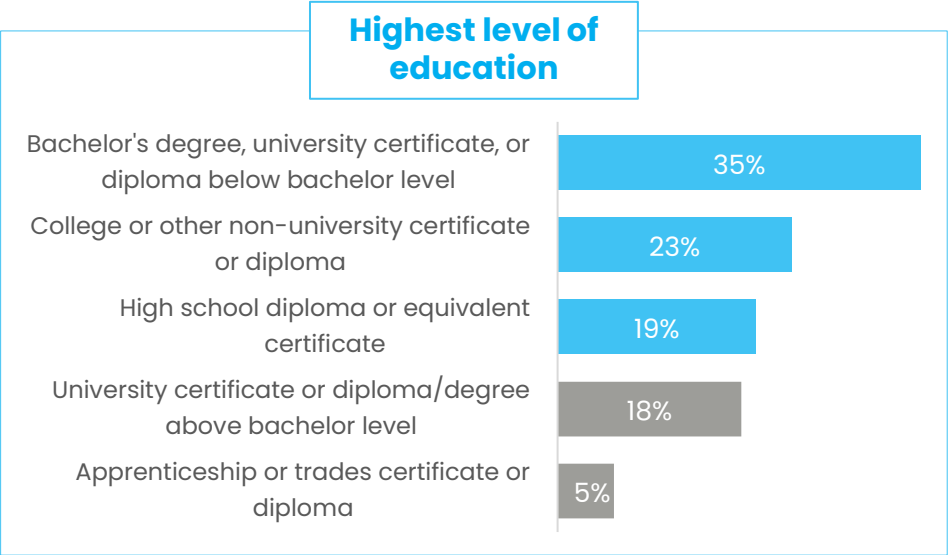 Highest level of
education
Bachelor's degree, university certificate, or
diploma below bachelor level
35%
College or other non-university certificate
or diploma
23%
High school diploma or equivalent
certificate
19%
University certificate or diploma/degree
above bachelor level
18%
Apprenticeship or trades certificate or
diploma
5%